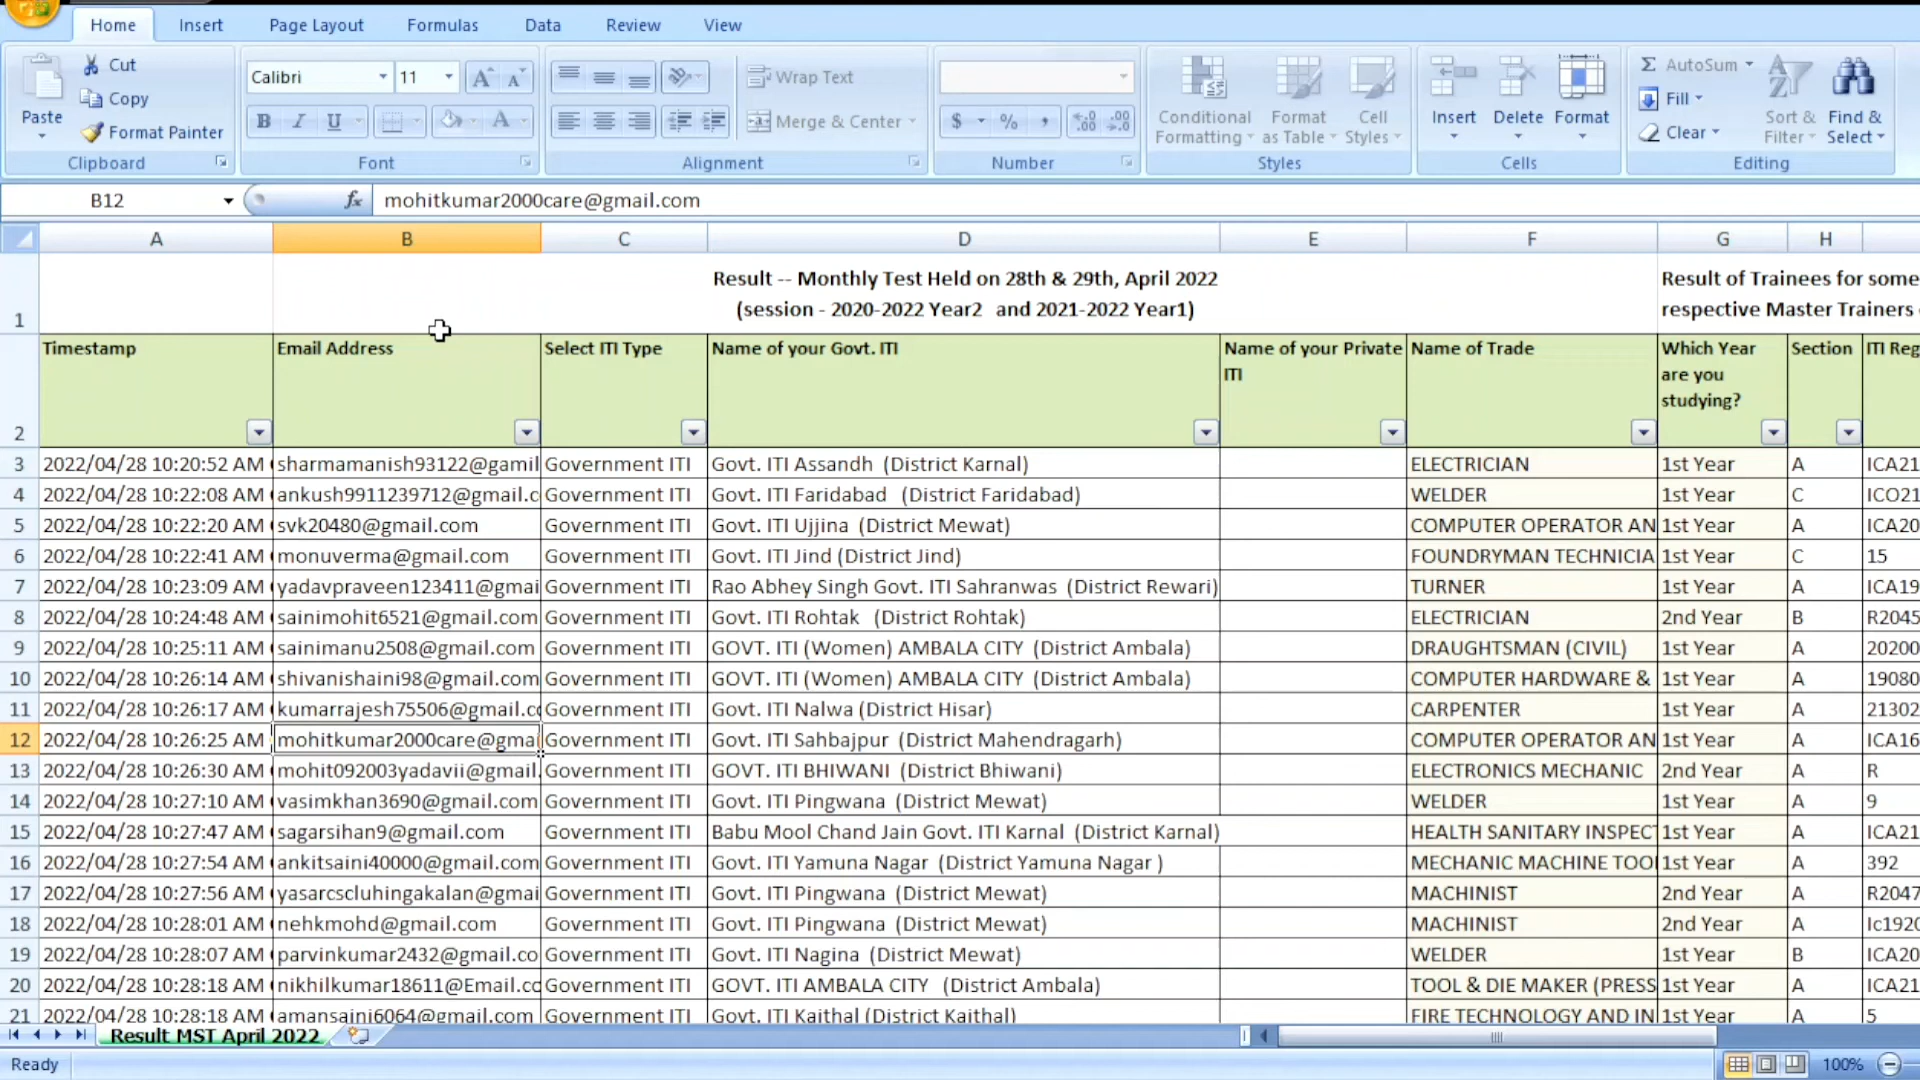 Home Insert Page Layout Formulas Data Review View
Cut
Copy
Format Painter
Paste
Clipboard
Calibri 11
B I U
Font
Wrap Text
Merge & Center
Alignment
$ % ,
Number
Conditional Formatting
Format as Table
Cell Styles
Styles
Insert Delete Format
Cells
Σ AutoSum
Fill
Clear
Sort & Filter
Find & Select
Editing
B12 fx mohitkumar2000care@gmail.com
A B C D E F G H
1 Result -- Monthly Test Held on 28th & 29th, April 2022 Result of Trainees for some
(session - 2020-2022 Year2 and 2021-2022 Year1) respective Master Trainers
2 Timestamp Email Address Select ITI Type Name of your Govt. ITI Name of your Private ITI Name of Trade Which Year are you studying? Section ITI Reg
3 2022/04/28 10:20:52 AM sharmamanish93122@gamil Government ITI Govt. ITI Assandh (District Karnal) ELECTRICIAN 1st Year A ICA21
4 2022/04/28 10:22:08 AM ankush9911239712@gmail.c Government ITI Govt. ITI Faridabad (District Faridabad) WELDER 1st Year C ICO21
5 2022/04/28 10:22:20 AM svk20480@gmail.com Government ITI Govt. ITI Ujjina (District Mewat) COMPUTER OPERATOR AN 1st Year A ICA20
6 2022/04/28 10:22:41 AM monuverma@gmail.com Government ITI Govt. ITI Jind (District Jind) FOUNDRYMAN TECHNICIA 1st Year C 15
7 2022/04/28 10:23:09 AM yadavpraveen123411@gmai Government ITI Rao Abhey Singh Govt. ITI Sahranwas (District Rewari) TURNER 1st Year A ICA19
8 2022/04/28 10:24:48 AM sainimohit6521@gmail.com Government ITI Govt. ITI Rohtak (District Rohtak) ELECTRICIAN 2nd Year B R2045
9 2022/04/28 10:25:11 AM sainimanu2508@gmail.com Government ITI GOVT. ITI (Women) AMBALA CITY (District Ambala) DRAUGHTSMAN (CIVIL) 1st Year A 20200
10 2022/04/28 10:26:14 AM shivanishaini98@gmail.com Government ITI GOVT. ITI (Women) AMBALA CITY (District Ambala) COMPUTER HARDWARE & 1st Year A 19080
11 2022/04/28 10:26:17 AM kumarrajesh75506@gmail.co Government ITI Govt. ITI Nalwa (District Hisar) CARPENTER 1st Year A 21302
12 2022/04/28 10:26:25 AM mohitkumar2000care@gmai Government ITI Govt. ITI Sahbajpur (District Mahendragarh) COMPUTER OPERATOR AN 1st Year A ICA16
13 2022/04/28 10:26:30 AM mohit092003yadavii@gmail. Government ITI GOVT. ITI BHIWANI (District Bhiwani) ELECTRONICS MECHANIC 2nd Year A R
14 2022/04/28 10:27:10 AM vasimkhan3690@gmail.com Government ITI Govt. ITI Pingwana (District Mewat) WELDER 1st Year A 9
15 2022/04/28 10:27:47 AM sagarsihan9@gmail.com Government ITI Babu Mool Chand Jain Govt. ITI Karnal (District Karnal) HEALTH SANITARY INSPECT 1st Year A ICA21
16 2022/04/28 10:27:54 AM ankitsaini40000@gmail.com Government ITI Govt. ITI Yamuna Nagar (District Yamuna Nagar ) MECHANIC MACHINE TOOL 1st Year A 392
17 2022/04/28 10:27:56 AM yasarcscluhingakalan@gmai Government ITI Govt. ITI Pingwana (District Mewat) MACHINIST 2nd Year A R2047
18 2022/04/28 10:28:01 AM nehkmohd@gmail.com Government ITI Govt. ITI Pingwana (District Mewat) MACHINIST 2nd Year A Ic1920
19 2022/04/28 10:28:07 AM parvinkumar2432@gmail.co Government ITI Govt. ITI Nagina (District Mewat) WELDER 1st Year B ICA20
20 2022/04/28 10:28:18 AM nikhilkumar18611@Email.co Government ITI GOVT. ITI AMBALA CITY (District Ambala) TOOL & DIE MAKER (PRESS 1st Year A ICA21
21 2022/04/28 10:28:18 AM amansaini6064@gmail.com Government ITI Govt. ITI Kaithal (District Kaithal) FIRE TECHNOLOGY AND IN 1st Year A 5
Result MST April 2022
Ready 100%